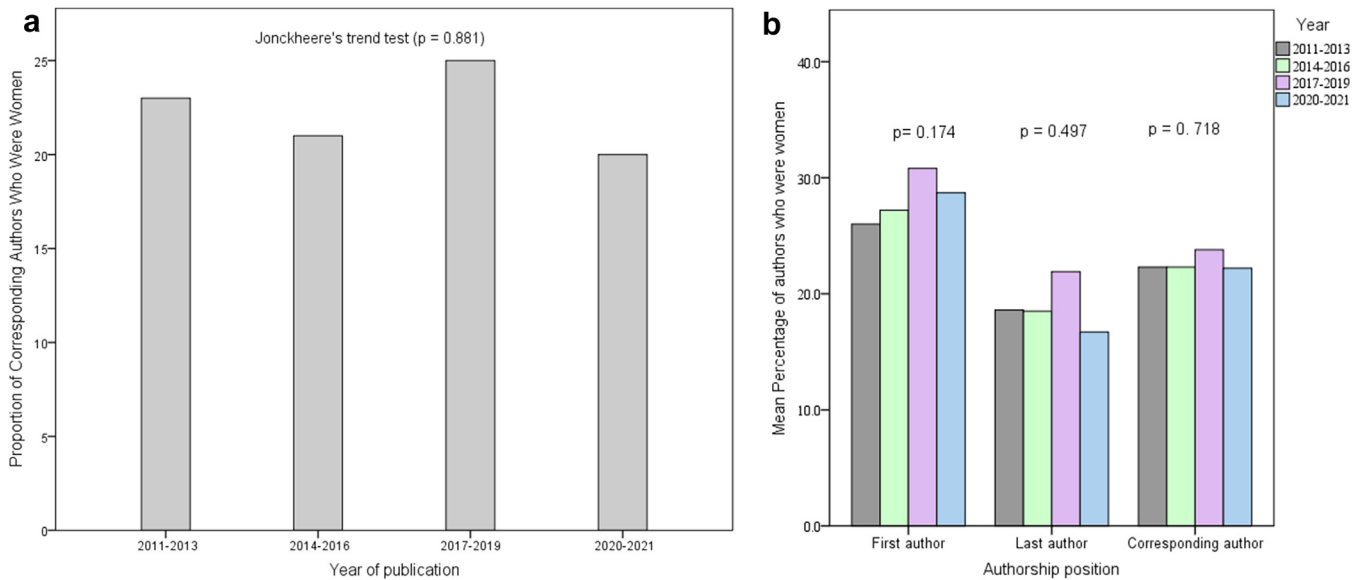 a
Jonckheere's trend test (p = 0.881)
Proportion of Corresponding Authors Who Were Women
25
20
15
10
5
0
2011-2013 2014-2016 2017-2019 2020-2021
Year of publication
b
Year
2011-2013
2014-2016
2017-2019
2020-2021
Mean Percentage of authors who were women
40.0
30.0
20.0
10.0
0.0
p= 0.174 p = 0.497 p = 0. 718
First author Last author Corresponding author
Authorship position